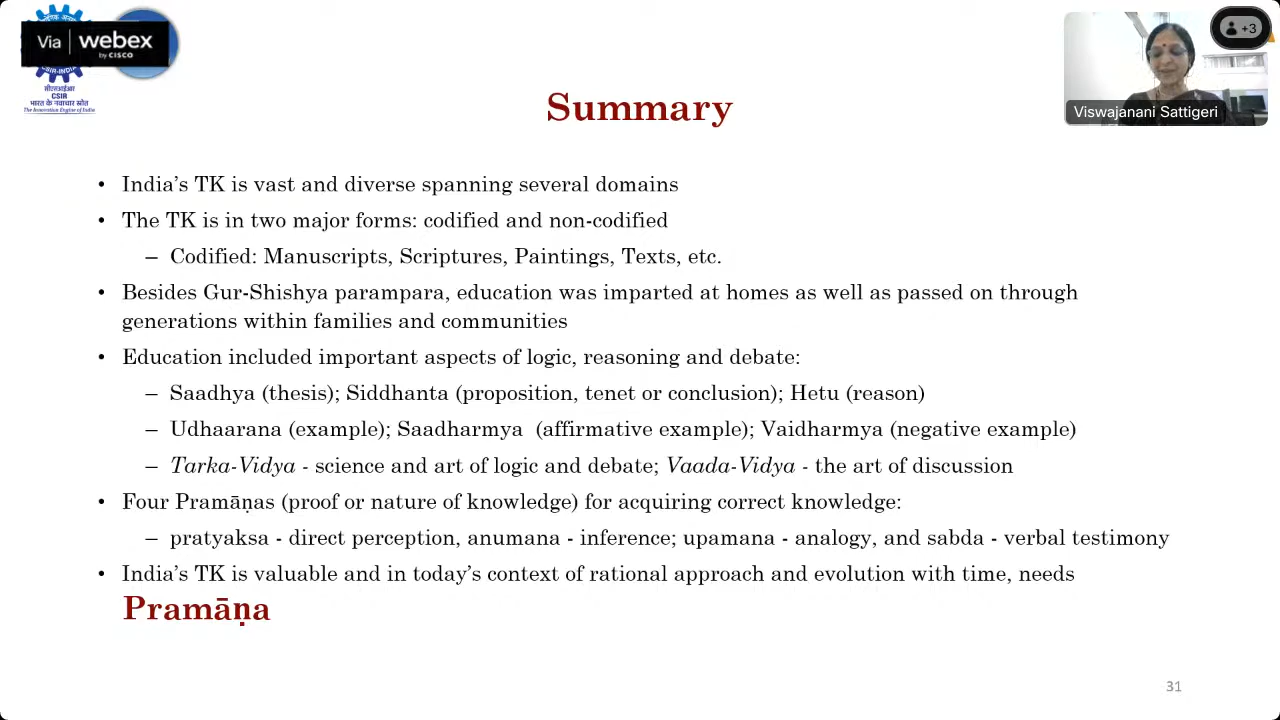 Via webex
by CISCO
CSIR-INDIA
सीएसआईआर
CSIR
भारत के नवाचार स्रोत
The Innovation Engine of India
+3
Viswajanani Sattigeri
Summary
• India’s TK is vast and diverse spanning several domains
• The TK is in two major forms: codified and non-codified
– Codified: Manuscripts, Scriptures, Paintings, Texts, etc.
• Besides Gur-Shishya parampara, education was imparted at homes as well as passed on through
generations within families and communities
• Education included important aspects of logic, reasoning and debate:
– Saadhya (thesis); Siddhanta (proposition, tenet or conclusion); Hetu (reason)
– Udhaarana (example); Saadharmya (affirmative example); Vaidharmya (negative example)
– Tarka-Vidya - science and art of logic and debate; Vaada-Vidya - the art of discussion
• Four Pramāṇas (proof or nature of knowledge) for acquiring correct knowledge:
– pratyaksa - direct perception, anumana - inference; upamana - analogy, and sabda - verbal testimony
• India’s TK is valuable and in today’s context of rational approach and evolution with time, needs
Pramāṇa
31